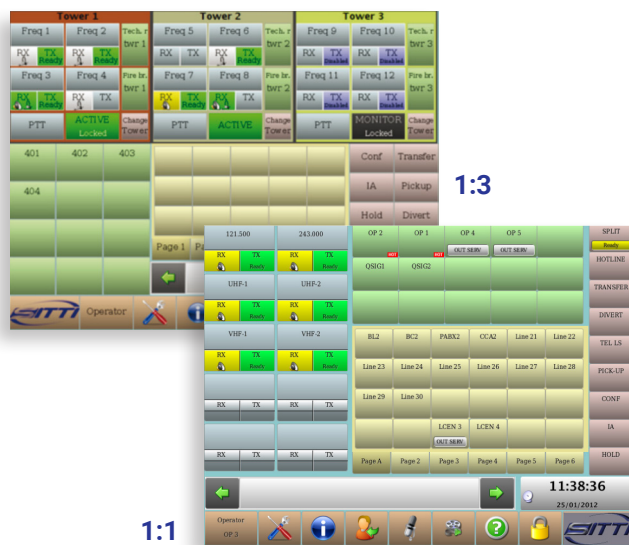 Tower 1 Tower 2 Tower 3
Freq 1 Freq 2 Tech. r twr 1
RX TX Ready RX TX Ready
Freq 3 Freq 4 Fire br. twr 1
RX TX Ready RX TX Ready
PTT ACTIVE Locked Change Tower
Freq 5 Freq 6 Tech. r twr 2
RX TX RX TX Ready
Freq 7 Freq 8 Fire br. twr 2
RX TX Ready RX TX
PTT ACTIVE Change Tower
Freq 9 Freq 10 Tech. r twr 3
RX TX Disabled RX TX Disabled
Freq 11 Freq 12 Fire br. twr 3
RX TX Disabled RX TX Disabled
PTT MONITOR Locked Change Tower
401 402 403
404
Page 1
Conf Transfer
IA Pickup
Hold Divert
SITTI Operator
1:3
121.500 243.000
RX TX Ready RX TX Ready
UHF-1 UHF-2
RX TX Ready RX TX Ready
VHF-1 VHF-2
RX TX Ready RX TX Ready
RX TX RX TX
RX TX RX TX
OP 2 OP 1 OP 4 OP 5
HOT HOT OUT SERV. OUT SERV.
QSIG1 QSIG2
BL2 BC2 PABX2 CCA2 Line 21 Line 22
Line 23 Line 24 Line 25 Line 26 Line 27 Line 28
Line 29 Line 30
LCEN 3 LCEN 4
OUT SERV.
Page A Page 2 Page 3 Page 4 Page 5 Page 6
SPLIT
Ready
HOTLINE
TRANSFER
DIVERT
TEL LS
PICK-UP
CONF
IA
HOLD
11:38:36
25/01/2012
Operator
OP 3
SITTI
1:1